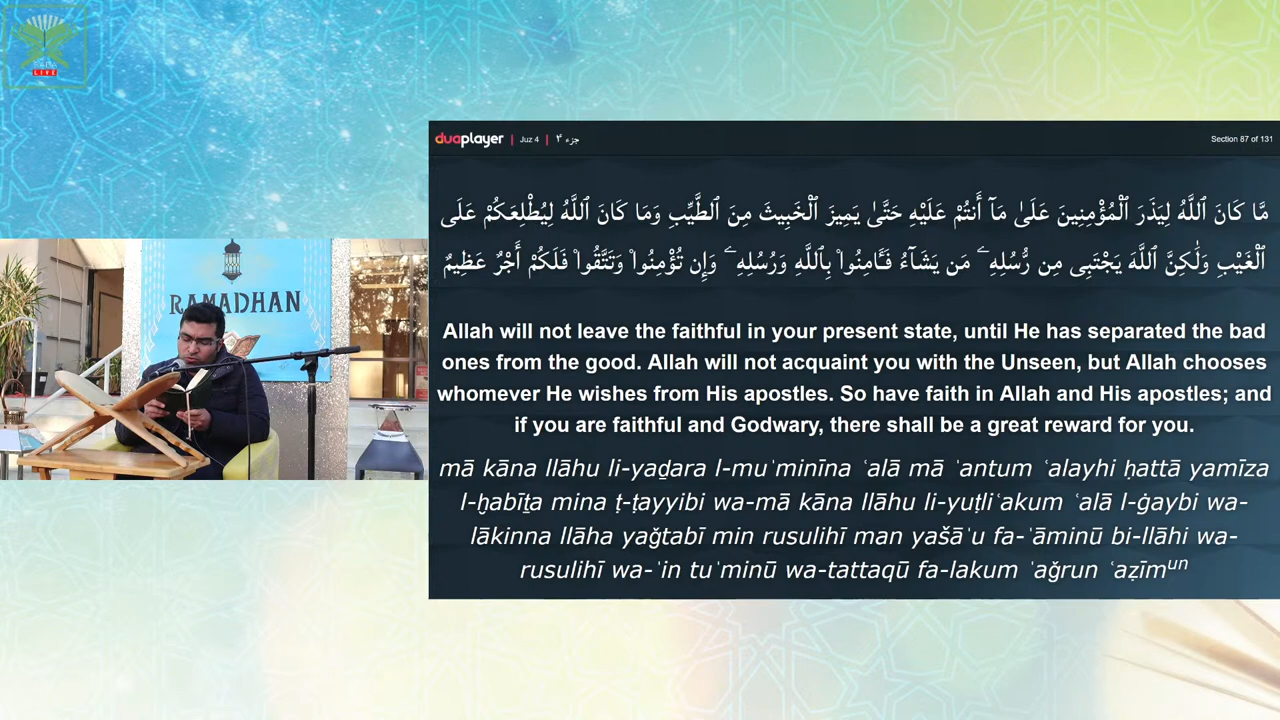 LIVE
duaplayer | Juz 4 | جزء ۴
Section 87 of 131
مَّا كَانَ ٱللَّهُ لِيَذَرَ ٱلْمُؤْمِنِينَ عَلَىٰ مَآ أَنتُمْ عَلَيْهِ حَتَّىٰ يَمِيزَ ٱلْخَبِيثَ مِنَ ٱلطَّيِّبِ وَمَا كَانَ ٱللَّهُ لِيُطْلِعَكُمْ عَلَى
ٱلْغَيْبِ وَلَٰكِنَّ ٱللَّهَ يَجْتَبِى مِن رُّسُلِهِۦ مَن يَشَآءُ فَـَٔامِنُوا۟ بِٱللَّهِ وَرُسُلِهِۦ وَإِن تُؤْمِنُوا۟ وَتَتَّقُوا۟ فَلَكُمْ أَجْرٌ عَظِيمٌ
Allah will not leave the faithful in your present state, until He has separated the bad
ones from the good. Allah will not acquaint you with the Unseen, but Allah chooses
whomever He wishes from His apostles. So have faith in Allah and His apostles; and
if you are faithful and Godwary, there shall be a great reward for you.
mā kāna llāhu li-yaḏara l-muʾminīna ʿalā mā ʾantum ʿalayhi ḥattā yamīza
l-ḫabīṯa mina ṭ-ṭayyibi wa-mā kāna llāhu li-yuṭliʿakum ʿalā l-ġaybi wa-
lākinna llāha yaǧtabī min rusulihī man yašāʾu fa-ʾāminū bi-llāhi wa-
rusulihī wa-ʾin tuʾminū wa-tattaqū fa-lakum ʾaǧrun ʿaẓīmun
RAMADHAN